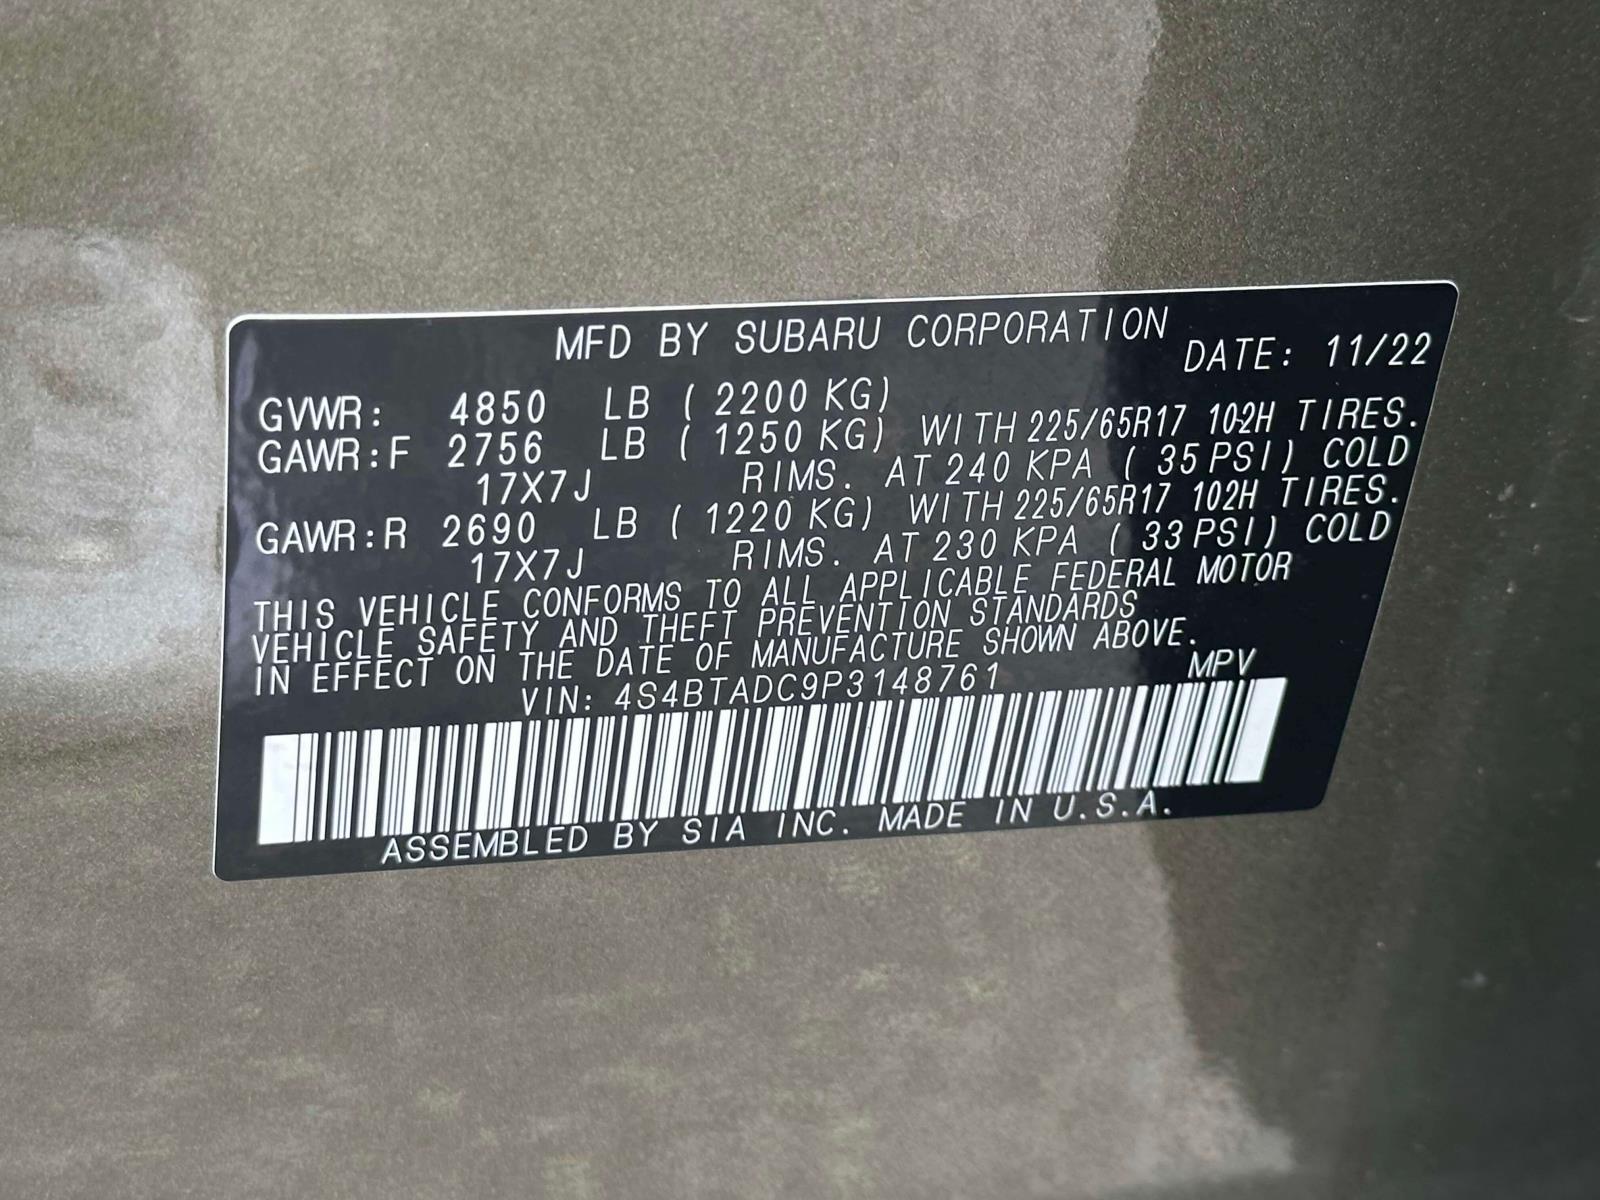 MFD BY SUBARU CORPORATION
DATE: 11/22
GVWR: 4850 LB ( 2200 KG)
GAWR:F 2756 LB ( 1250 KG) WITH 225/65R17 102H TIRES.
17X7J RIMS. AT 240 KPA ( 35 PSI) COLD
GAWR:R 2690 LB ( 1220 KG) WITH 225/65R17 102H TIRES.
17X7J RIMS. AT 230 KPA ( 33 PSI) COLD
THIS VEHICLE CONFORMS TO ALL APPLICABLE FEDERAL MOTOR
VEHICLE SAFETY AND THEFT PREVENTION STANDARDS
IN EFFECT ON THE DATE OF MANUFACTURE SHOWN ABOVE.
VIN: 4S4BTADC9P3148761 MPV
ASSEMBLED BY SIA INC. MADE IN U.S.A.